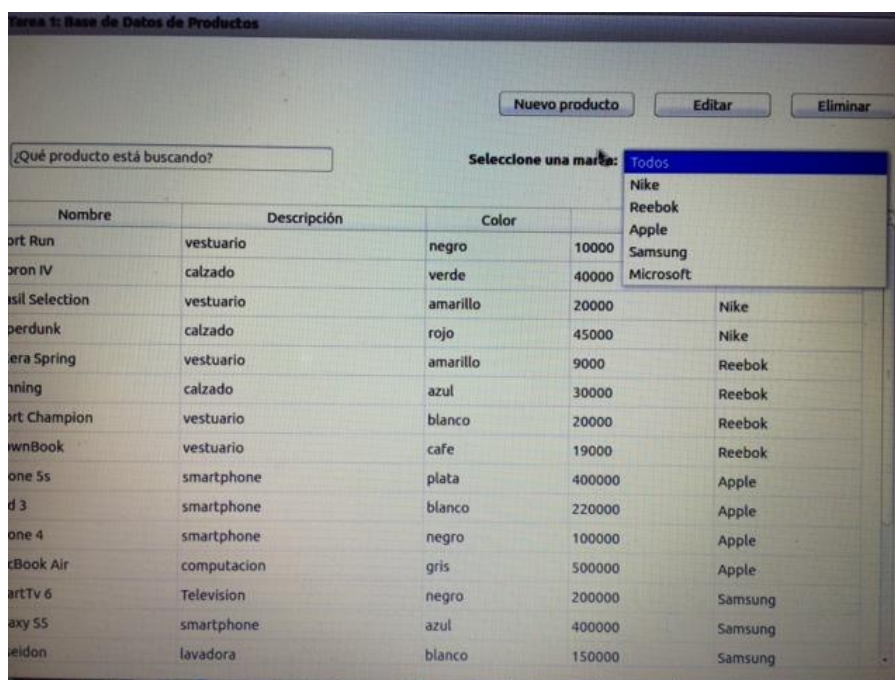 Tarea 1: Base de Datos de Productos
Nuevo producto Editar Eliminar
¿Qué producto está buscando? Seleccione una marca: Todos
Nike
Reebok
Apple
Samsung
Microsoft
Nombre Descripción Color
ort Run vestuario negro 10000
oron IV calzado verde 40000
asil Selection vestuario amarillo 20000 Nike
perdunk calzado rojo 45000 Nike
era Spring vestuario amarillo 9000 Reebok
nning calzado azul 30000 Reebok
ort Champion vestuario blanco 20000 Reebok
wnBook vestuario cafe 19000 Reebok
one 5s smartphone plata 400000 Apple
d 3 smartphone blanco 220000 Apple
one 4 smartphone negro 100000 Apple
cBook Air computacion gris 500000 Apple
artTv 6 Television negro 200000 Samsung
axy S5 smartphone azul 400000 Samsung
seidon lavadora blanco 150000 Samsung